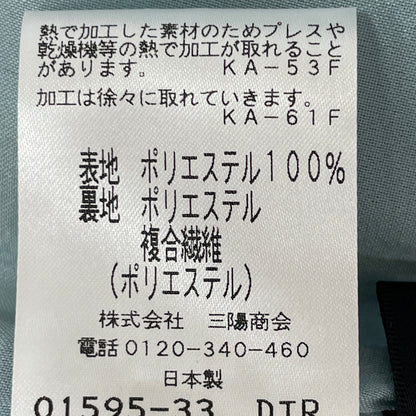 熱で加工した素材のためプレスや
乾燥機等の熱で加工が取れること
があります。　ＫＡ－５３Ｆ
加工は徐々に取れていきます。
ＫＡ－６１Ｆ
表地　ポリエステル１００％
裏地　ポリエステル
複合繊維
（ポリエステル）
株式会社　三陽商会
電話０１２０－３４０－４６０
日本製
01595-33　DTR